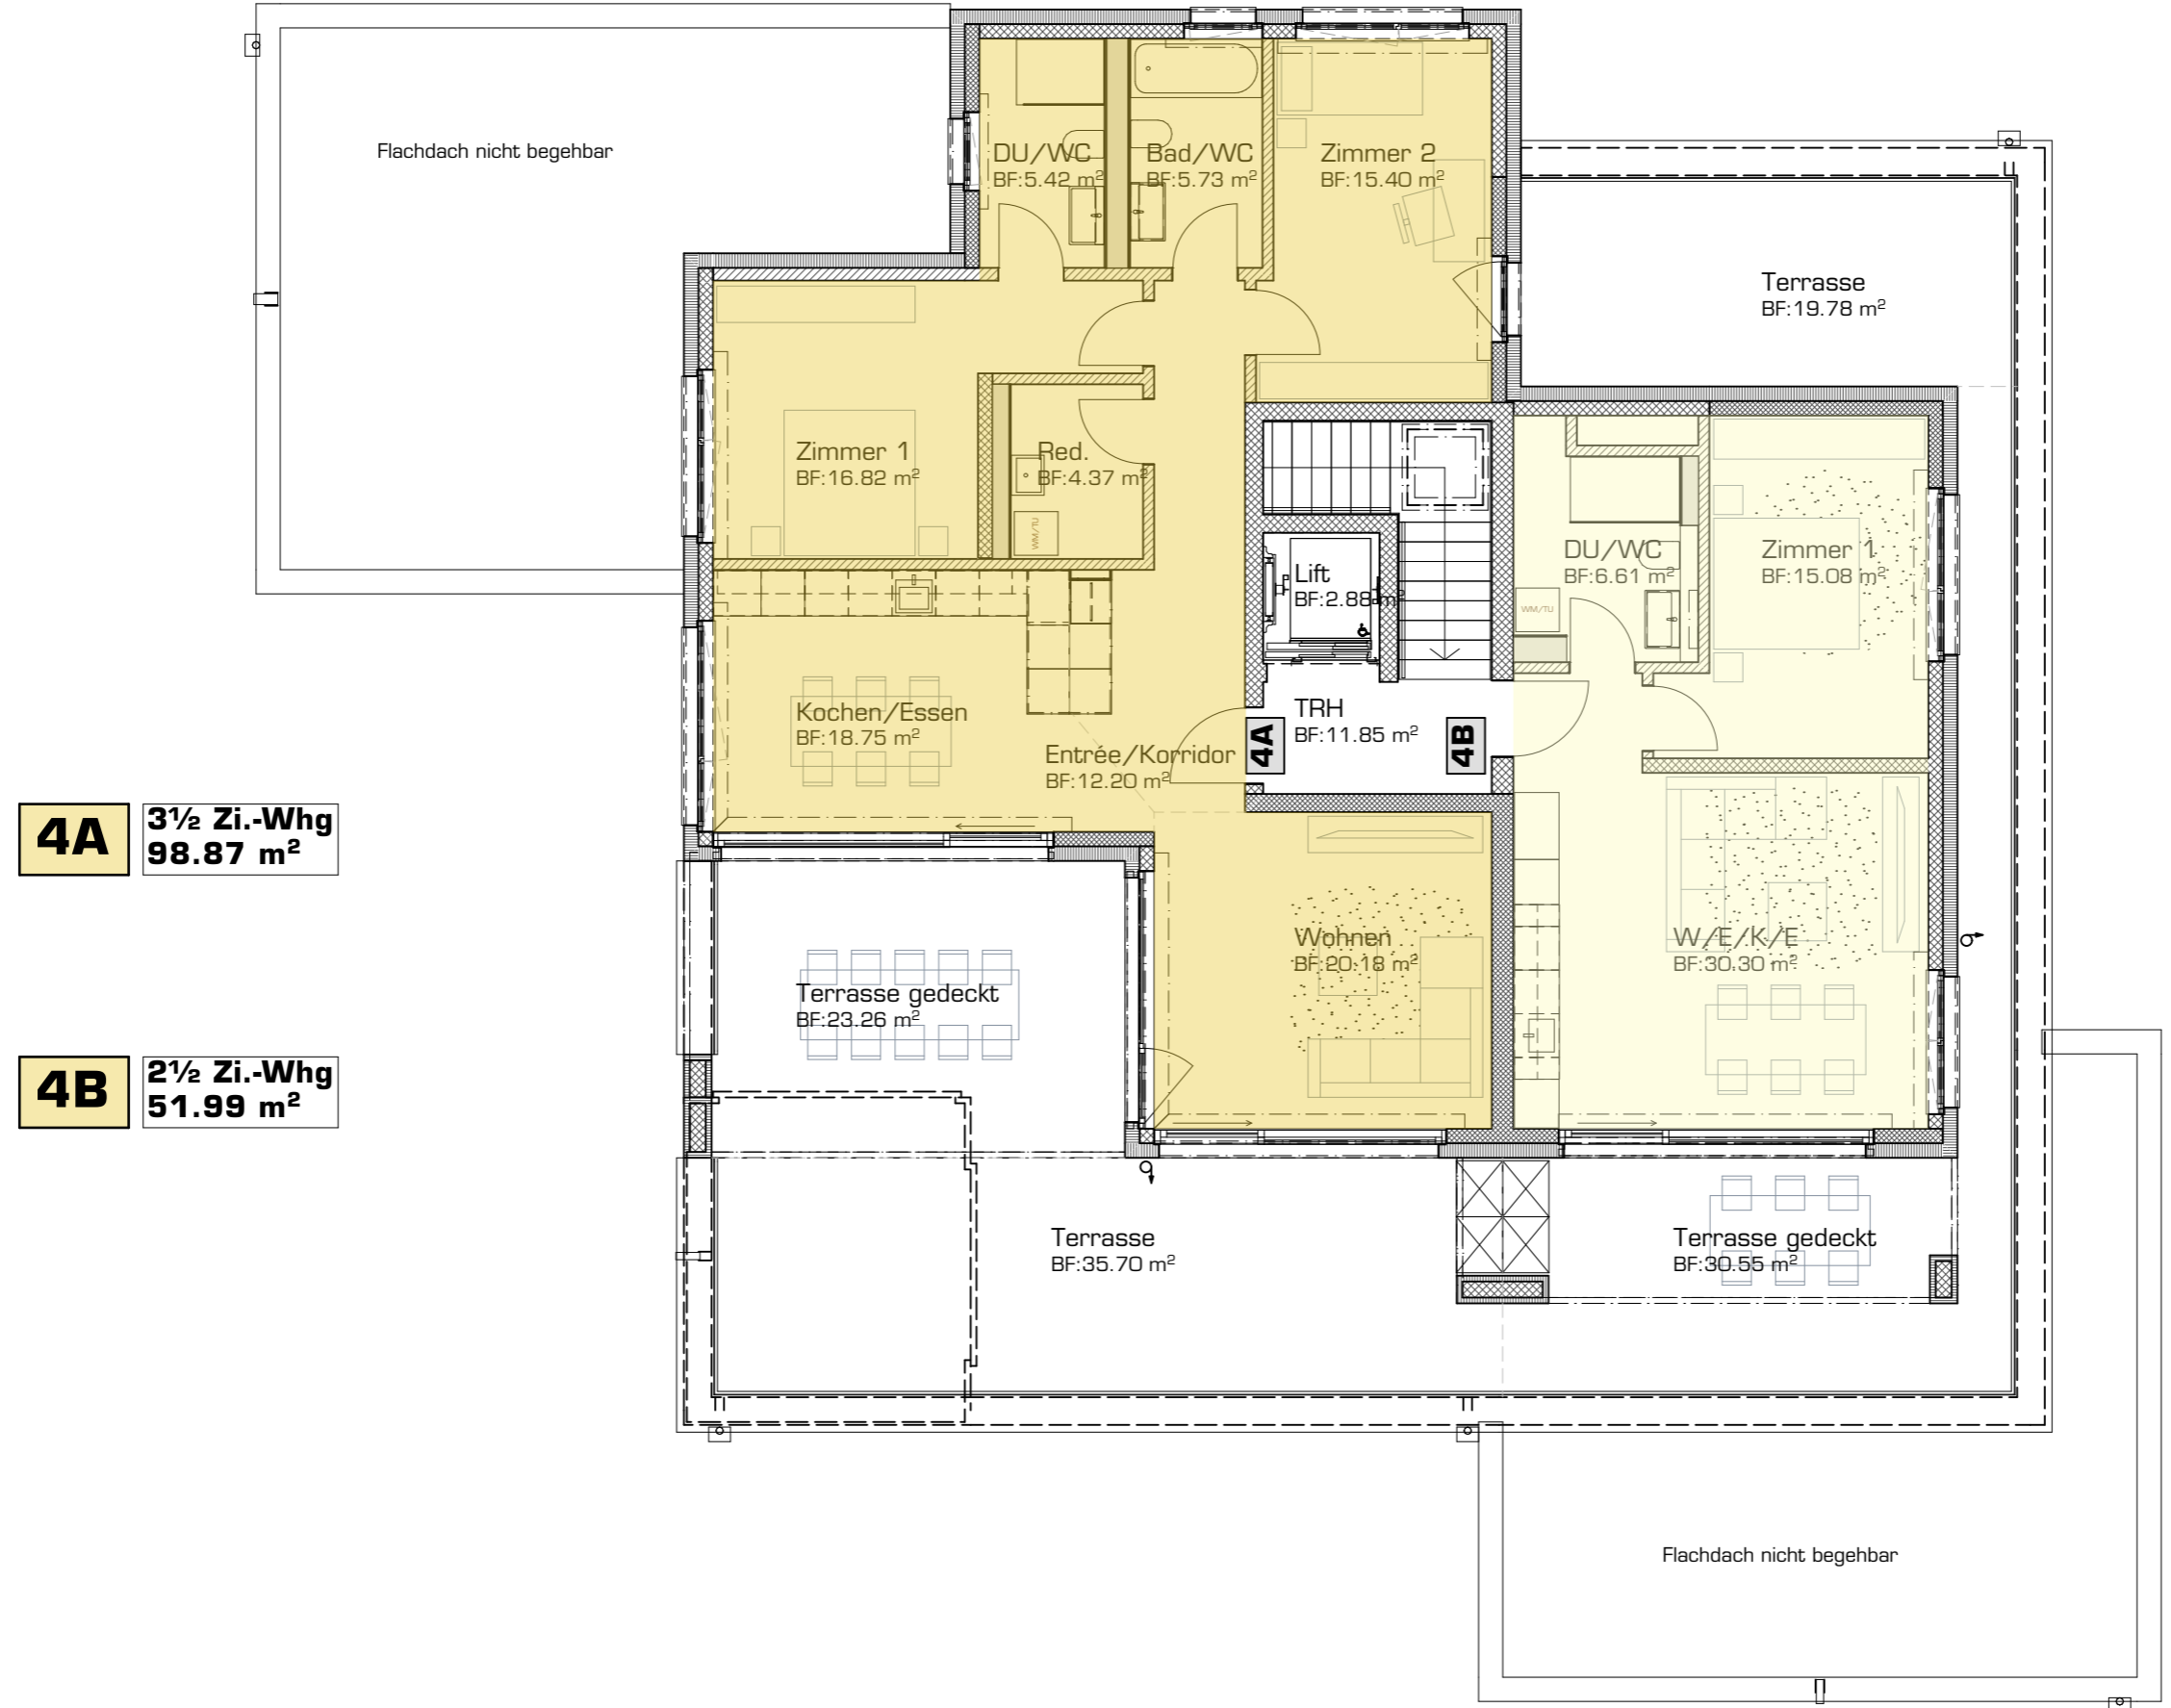 Flachdach nicht begehbar
DU/WC
BF:5.42 m²
Bad/WC
BF:5.73 m²
Zimmer 2
BF:15.40 m²
Terrasse
BF:19.78 m²
Zimmer 1
BF:16.82 m²
Red.
BF:4.37 m²
WM/TU
Lift
BF:2.88 m²
DU/WC
BF:6.61 m²
WM/TU
Zimmer 1
BF:15.08 m²
Kochen/Essen
BF:18.75 m²
Entrée/Korridor
BF:12.20 m²
4A
TRH
BF:11.85 m²
4B
4A
3½ Zi.-Whg
98.87 m²
Wohnen
BF:20.18 m²
W/E/K/E
BF:30.30 m²
Terrasse gedeckt
BF:23.26 m²
4B
2½ Zi.-Whg
51.99 m²
Terrasse
BF:35.70 m²
Terrasse gedeckt
BF:30.55 m²
Flachdach nicht begehbar